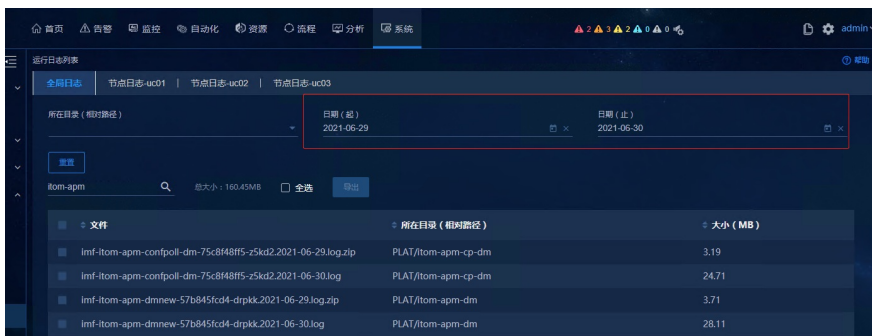 首页 告警 监控 自动化 资源 流程 分析 系统 2 3 2 0 0 admin
运行日志列表 帮助
全局日志 节点日志-uc01 | 节点日志-uc02 | 节点日志-uc03
所在目录（相对路径） 日期（起） 日期（止）
2021-06-29 2021-06-30
重置
itom-apm 总大小：160.45MB 全选 导出
文件 所在目录（相对路径） 大小（MB）
imf-itom-apm-confpoll-dm-75c8f48ff5-z5kd2.2021-06-29.log.zip PLAT/itom-apm-cp-dm 3.19
imf-itom-apm-confpoll-dm-75c8f48ff5-z5kd2.2021-06-30.log PLAT/itom-apm-cp-dm 24.71
imf-itom-apm-dmnew-57b845fcd4-drpkk.2021-06-29.log.zip PLAT/itom-apm-dm 3.71
imf-itom-apm-dmnew-57b845fcd4-drpkk.2021-06-30.log PLAT/itom-apm-dm 28.11